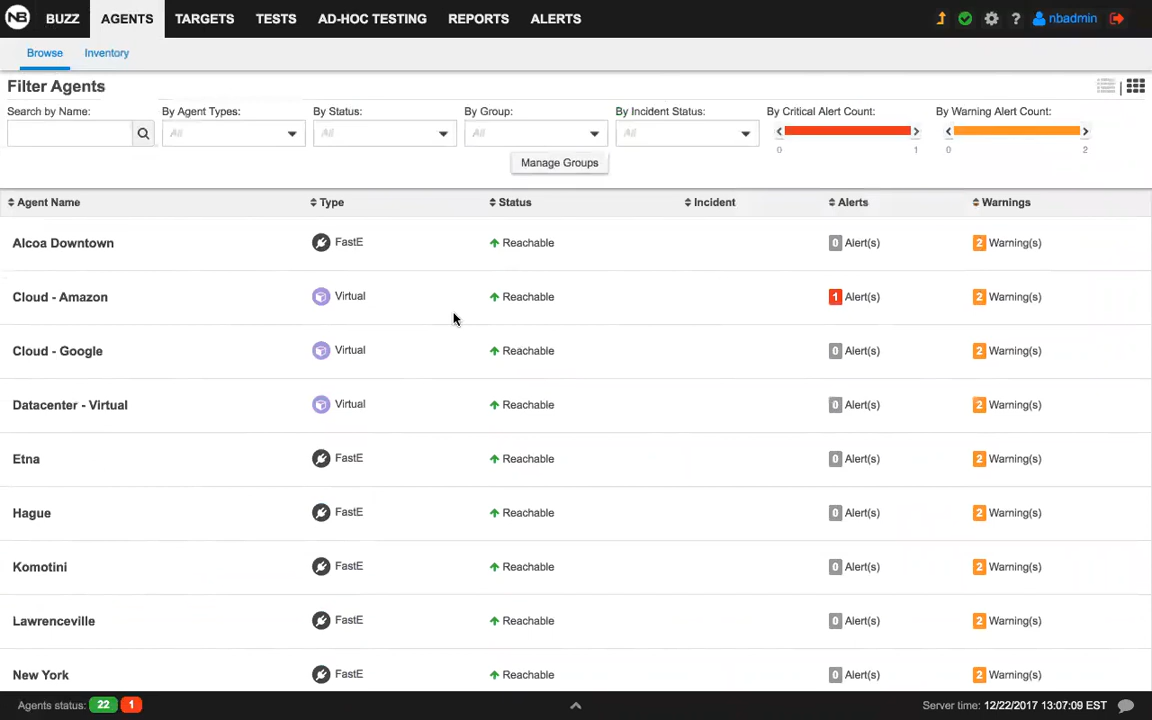 NB BUZZ AGENTS TARGETS TESTS AD-HOC TESTING REPORTS ALERTS ? nbadmin
Browse Inventory
Filter Agents |
Search by Name: By Agent Types: By Status: By Group: By Incident Status: By Critical Alert Count: By Warning Alert Count:
All All All All
0 1 0 2
Manage Groups
Agent Name Type Status Incident Alerts Warnings
Alcoa Downtown FastE Reachable 0 Alert(s) 2 Warning(s)
Cloud - Amazon Virtual Reachable 1 Alert(s) 2 Warning(s)
Cloud - Google Virtual Reachable 0 Alert(s) 2 Warning(s)
Datacenter - Virtual Virtual Reachable 0 Alert(s) 2 Warning(s)
Etna FastE Reachable 0 Alert(s) 2 Warning(s)
Hague FastE Reachable 0 Alert(s) 2 Warning(s)
Komotini FastE Reachable 0 Alert(s) 2 Warning(s)
Lawrenceville FastE Reachable 0 Alert(s) 2 Warning(s)
New York FastE Reachable 0 Alert(s) 2 Warning(s)
Agents status: 22 1 Server time: 12/22/2017 13:07:09 EST